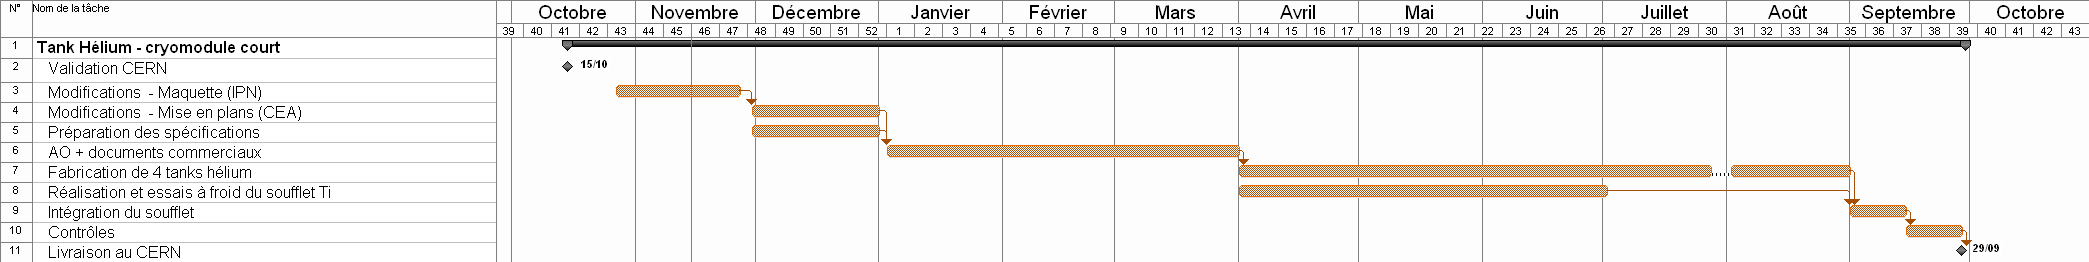 N° Nom de la tâche Octobre Novembre Décembre Janvier Février Mars Avril Mai Juin Juillet Août Septembre Octobre
39 40 41 42 43 44 45 46 47 48 49 50 51 52 1 2 3 4 5 6 7 8 9 10 11 12 13 14 15 16 17 18 19 20 21 22 23 24 25 26 27 28 29 30 31 32 33 34 35 36 37 38 39 40 41 42 43
1 Tank Hélium - cryomodule court
2 Validation CERN 15/10
3 Modifications - Maquette (IPN)
4 Modifications - Mise en plans (CEA)
5 Préparation des spécifications
6 AO + documents commerciaux
7 Fabrication de 4 tanks hélium
8 Réalisation et essais à froid du soufflet Ti
9 Intégration du soufflet
10 Contrôles
11 Livraison au CERN 29/09